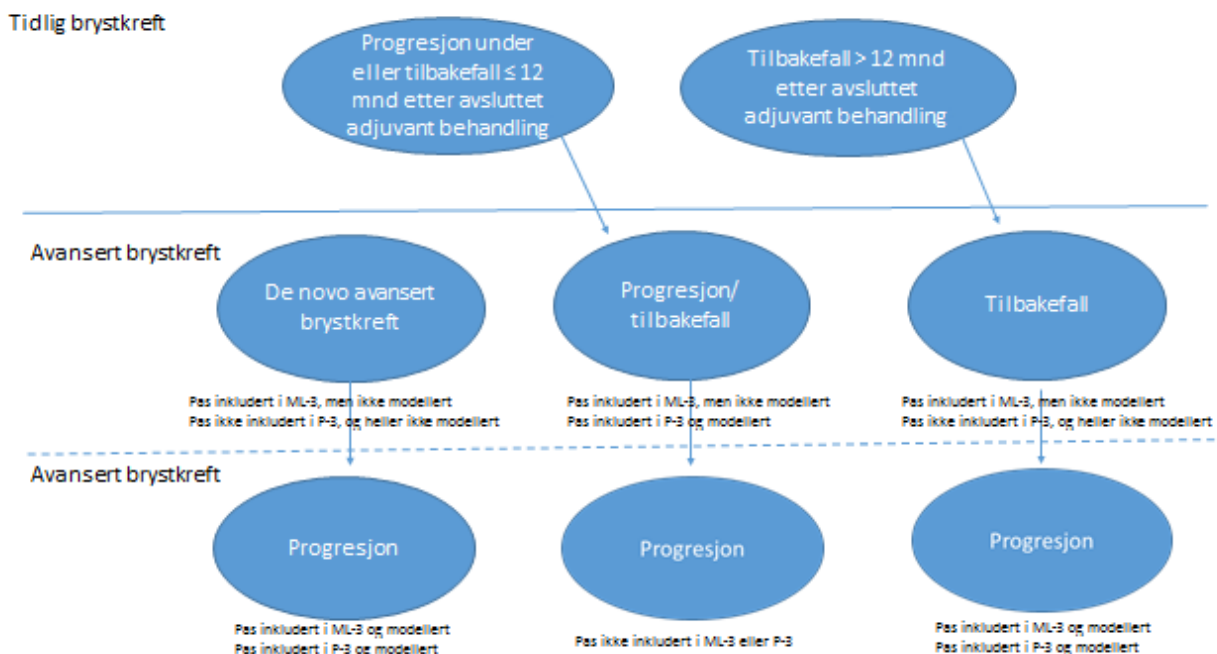 Tidlig brystkreft
Progresjon under
eller tilbakefall ≤ 12
mnd etter avsluttet
adjuvant behandling
Tilbakefall > 12 mnd
etter avsluttet
adjuvant behandling
Avansert brystkreft
De novo avansert
brystkreft
Progresjon/
tilbakefall
Tilbakefall
Pas inkludert i ML-3, men ikke modellert
Pas ikke inkludert i P-3, og heller ikke modellert
Pas inkludert i ML-3, men ikke modellert
Pas inkludert i P-3 og modellert
Pas inkludert i ML-3, men ikke modellert
Pas ikke inkludert i P-3, og heller ikke modellert
Avansert brystkreft
Progresjon
Progresjon
Progresjon
Pas inkludert i ML-3 og modellert
Pas inkludert i P-3 og modellert
Pas ikke inkludert i ML-3 eller P-3
Pas inkludert i ML-3 og modellert
Pas inkludert i P-3 og modellert